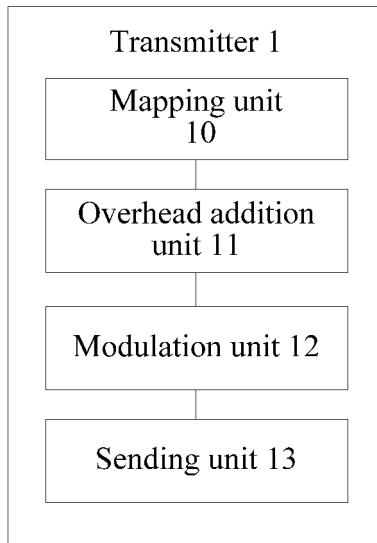 Transmitter 1
Mapping unit
10
Overhead addition
unit 11
Modulation unit 12
Sending unit 13